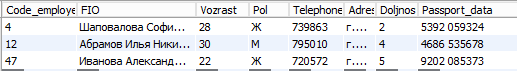 Code_employe FIO Vozrast Pol Telephone Adres Doljnos Passport_data
4 Шаповалова Софи... 28 Ж 739863 г.... 2 5392 059324
12 Абрамов Илья Ники... 30 М 795010 г.... 4 4686 535678
47 Иванова Александ... 22 Ж 720572 г.... 5 9202 085373